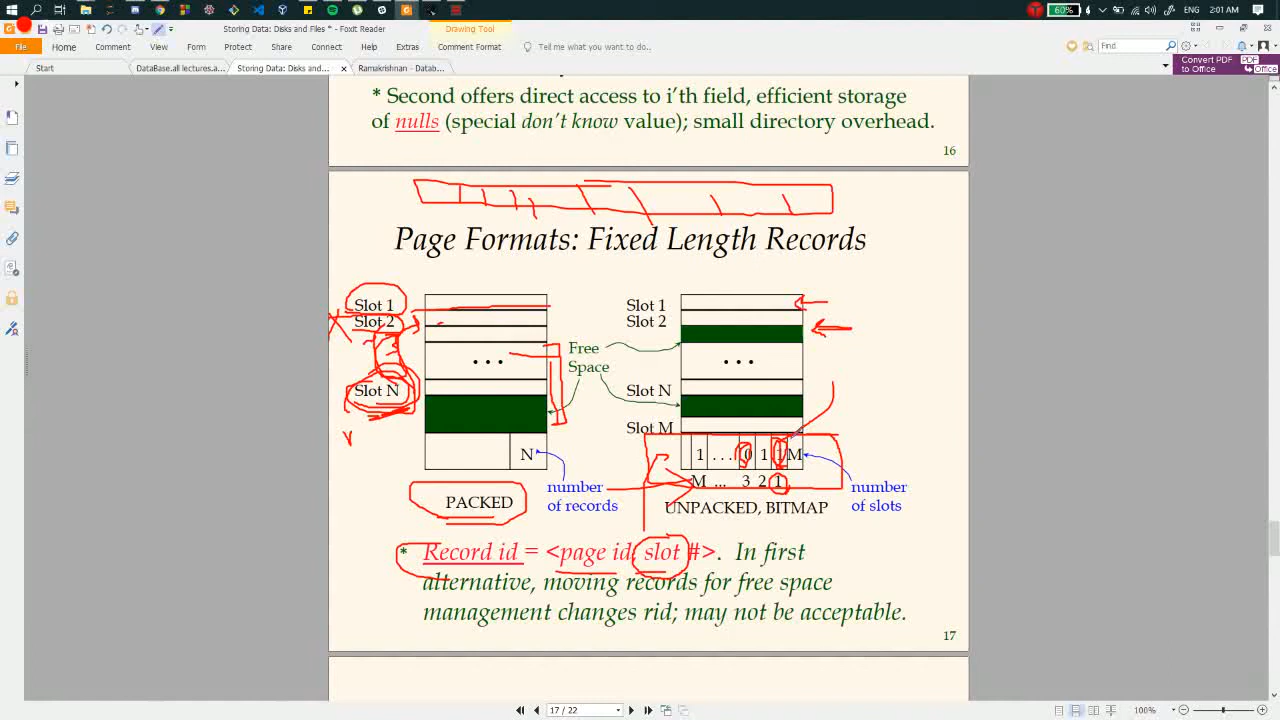 60%
ENG
2:01 AM
Storing Data: Disks and Files * - Foxit Reader
Drawing Tool
File
Home
Comment
View
Form
Protect
Share
Connect
Help
Extras
Comment Format
Tell me what you want to do..
Find
Start
DataBase.all lectures.a...
Storing Data: Disks and...
Ramakrishnan - Datab...
Convert PDF
to Office
PDF
Office
* Second offers direct access to i'th field, efficient storage
of nulls (special don't know value); small directory overhead.
16
Page Formats: Fixed Length Records
Slot 1
Slot 2
. . .
Slot N
N
PACKED
number
of records
Free
Space
Slot 1
Slot 2
. . .
Slot N
Slot M
1 . . . 0 1 1 M
M ... 3 2 1
UNPACKED, BITMAP
number
of slots
* Record id = <page id, slot #>. In first
alternative, moving records for free space
management changes rid; may not be acceptable.
17
17 / 22
100%